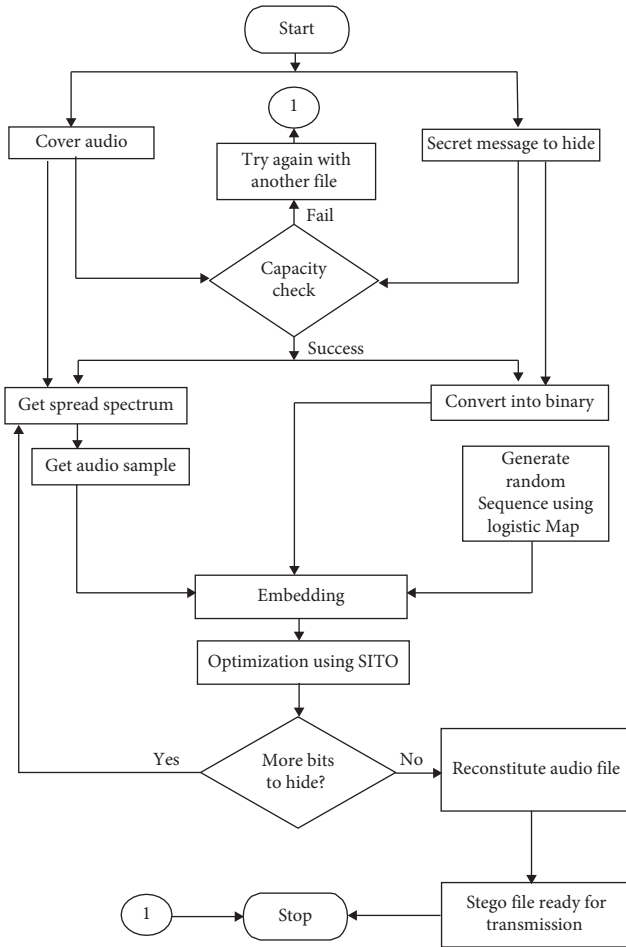 Start
1
Cover audio
Try again with
another file
Secret message to hide
Fail
Capacity
check
Success
Get spread spectrum
Convert into binary
Get audio sample
Generate
random
Sequence using
logistic Map
Embedding
Optimization using SITO
Yes
More bits
to hide?
No
Reconstitute audio file
1
Stop
Stego file ready for
transmission